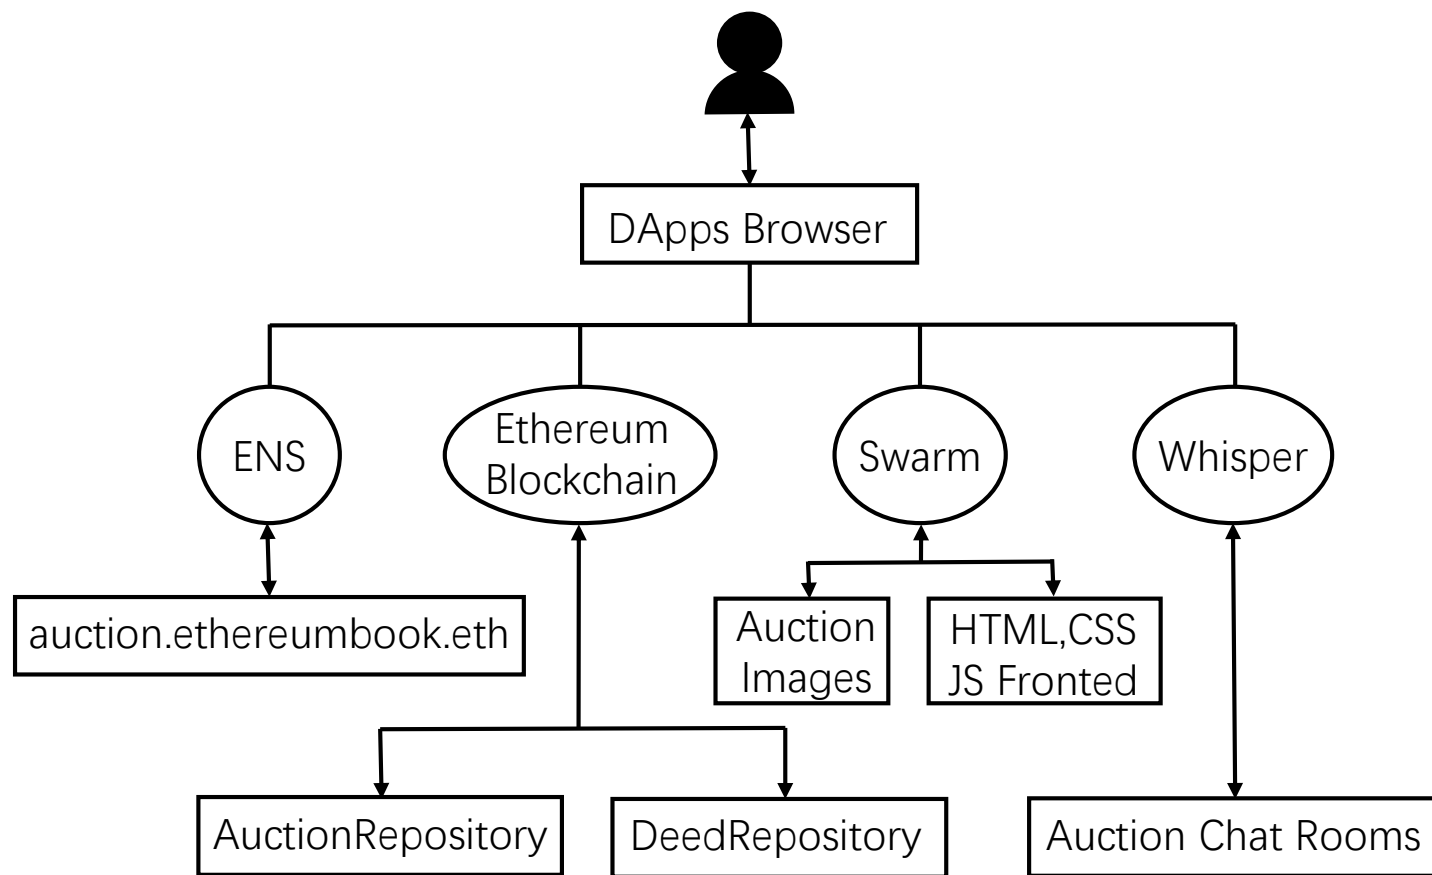 DApps Browser
ENS
Ethereum
Blockchain
Swarm
Whisper
auction.ethereumbook.eth
Auction
Images
HTML,CSS
JS Fronted
AuctionRepository
DeedRepository
Auction Chat Rooms